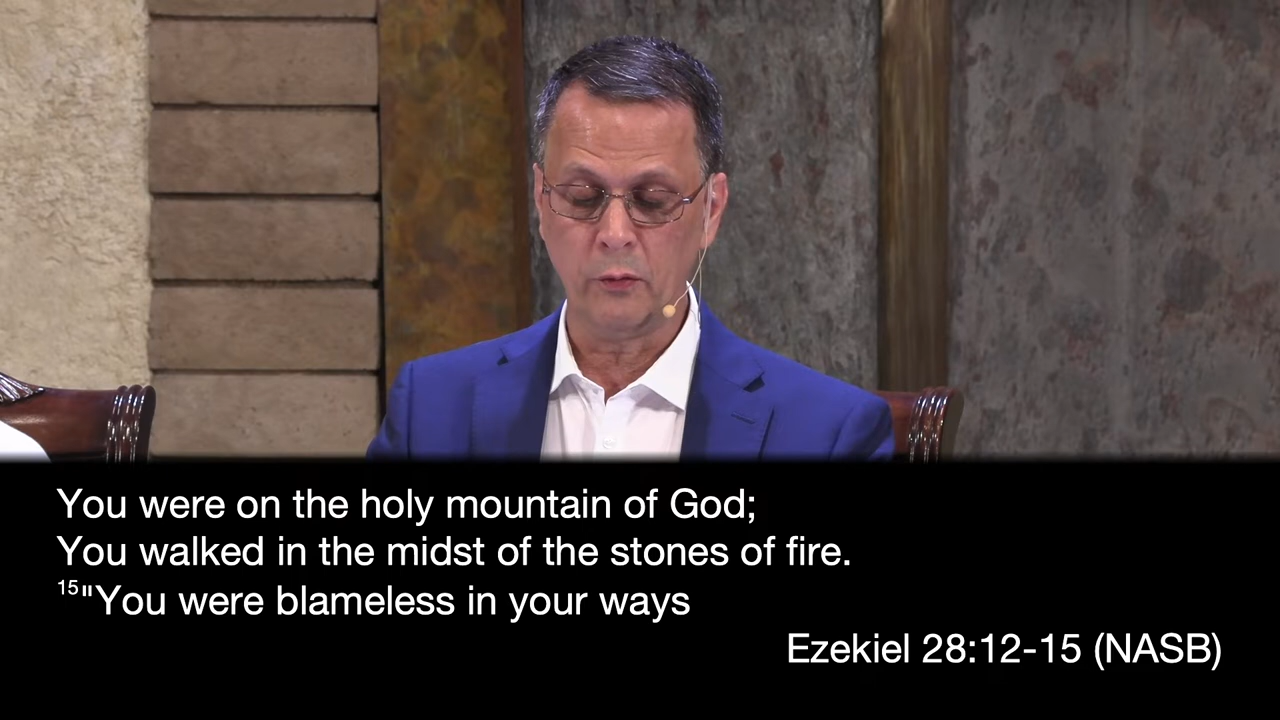 You were on the holy mountain of God;
You walked in the midst of the stones of fire.
15"You were blameless in your ways
Ezekiel 28:12-15 (NASB)